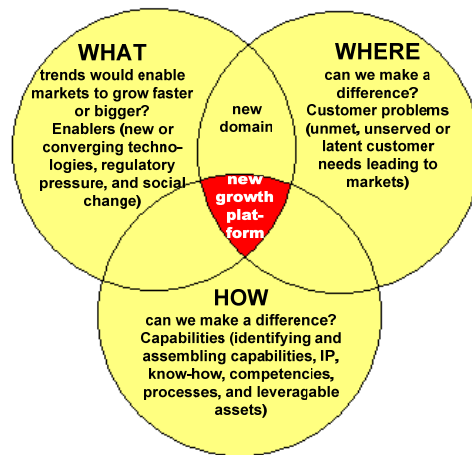 WHAT
trends would enable
markets to grow faster
or bigger?
Enablers (new or
converging techno-
logies, regulatory
pressure, and social
change)
new
domain
WHERE
can we make a
difference?
Customer problems
(unmet, unserved or
latent customer
needs leading to
markets)
new
growth
plat-
form
HOW
can we make a difference?
Capabilities (identifying and
assembling capabilities, IP,
know-how, competencies,
processes, and leveragable
assets)